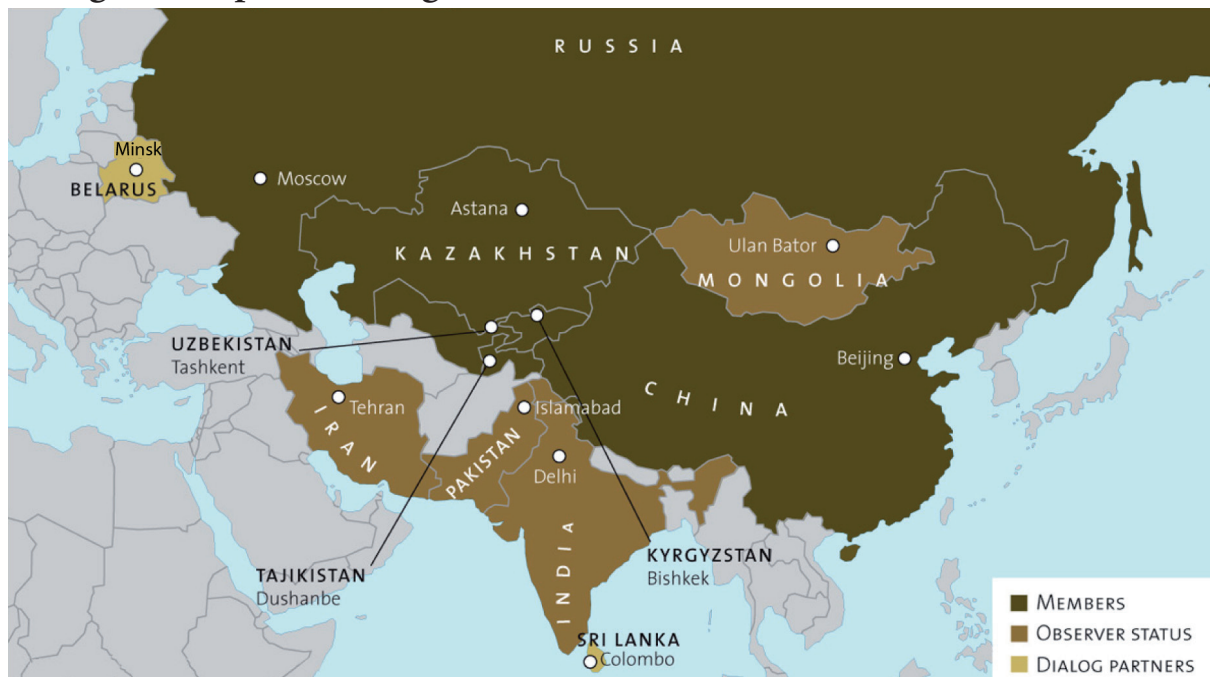 RUSSIA
Minsk
BELARUS
Moscow
Astana
KAZAKHSTAN
Ulan Bator
MONGOLIA
UZBEKISTAN
Tashkent
Beijing
CHINA
Tehran
IRAN
Islamabad
PAKISTAN
Delhi
INDIA
TAJIKISTAN
Dushanbe
KYRGYZSTAN
Bishkek
SRI LANKA
Colombo
MEMBERS
OBSERVER STATUS
DIALOG PARTNERS